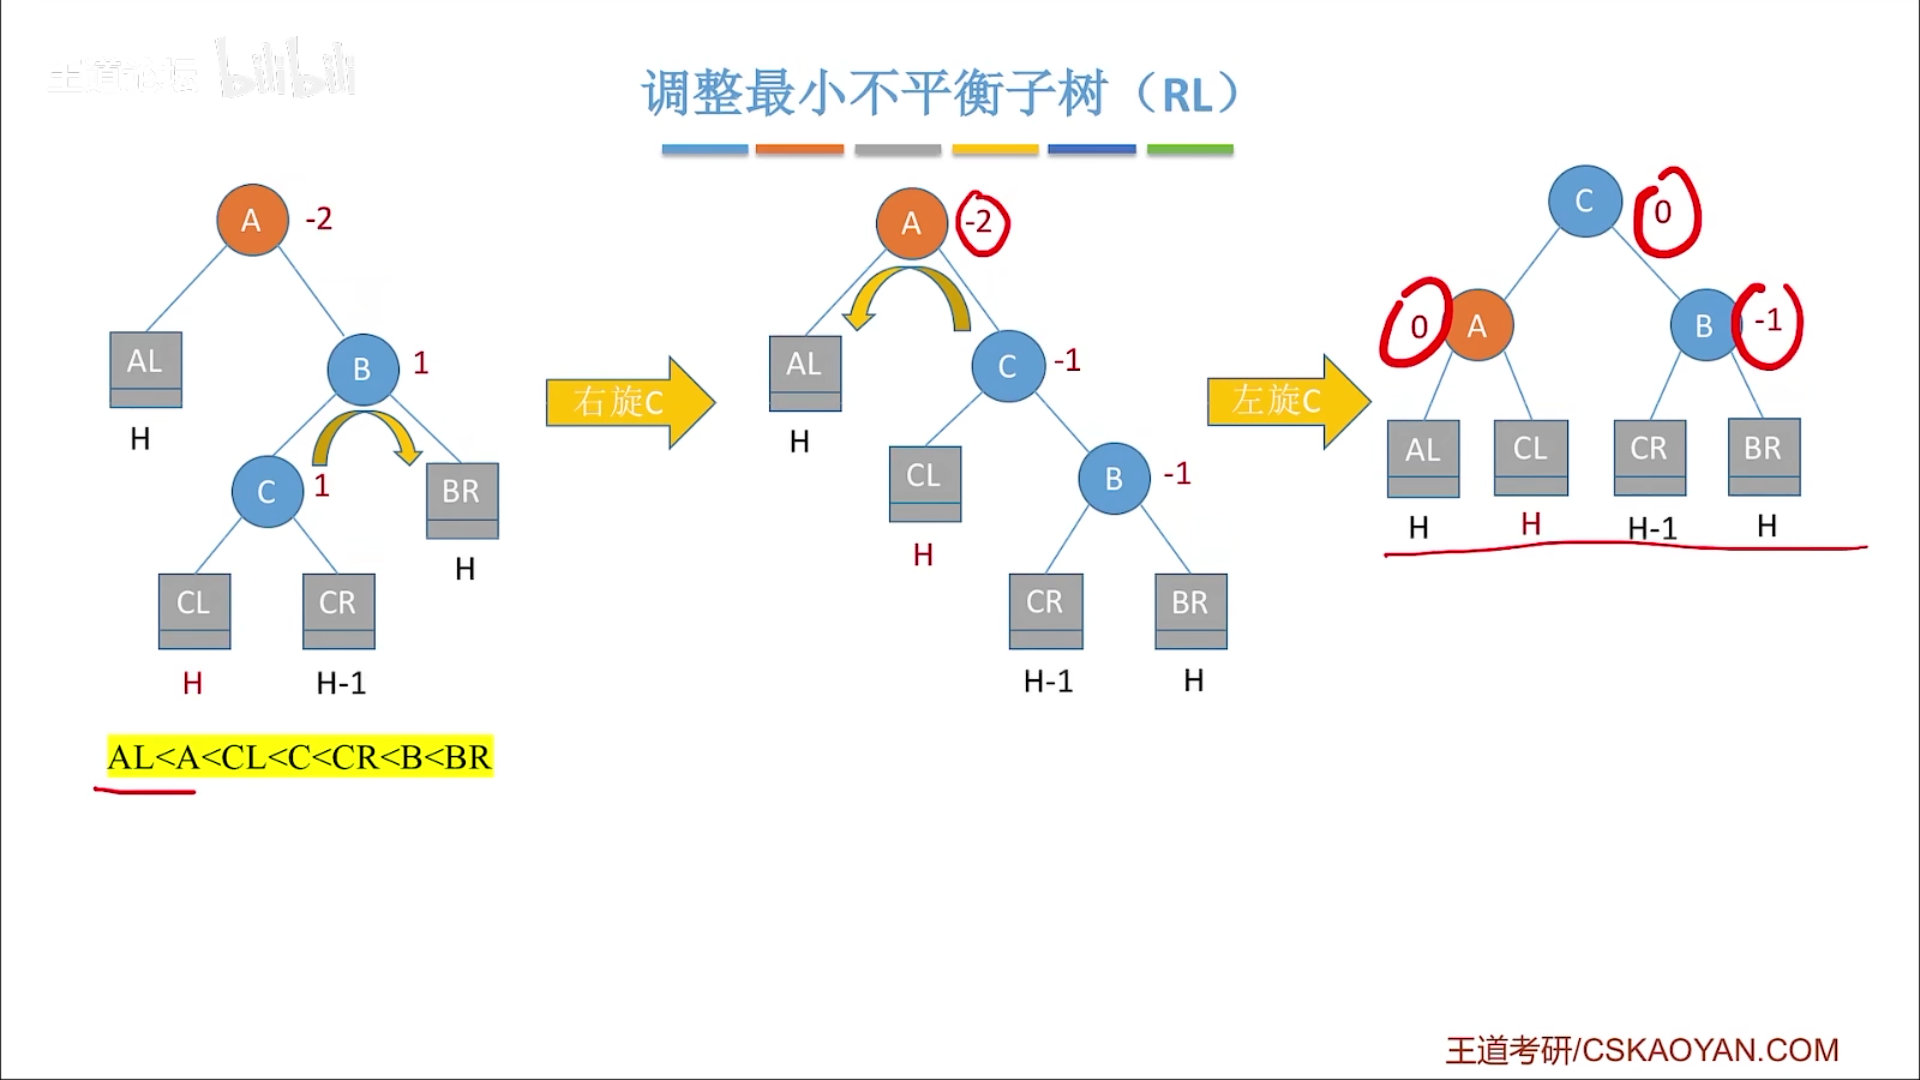 王道论坛 bilibili
调整最小不平衡子树（RL）
A -2
AL
H
B 1
C 1
BR
H
CL
H
CR
H-1
AL<A<CL<C<CR<B<BR
右旋C
A -2
AL
H
C -1
CL
H
B -1
CR
H-1
BR
H
左旋C
C 0
0 A
B -1
AL CL CR BR
H H H-1 H
王道考研/CSKAOYAN.COM